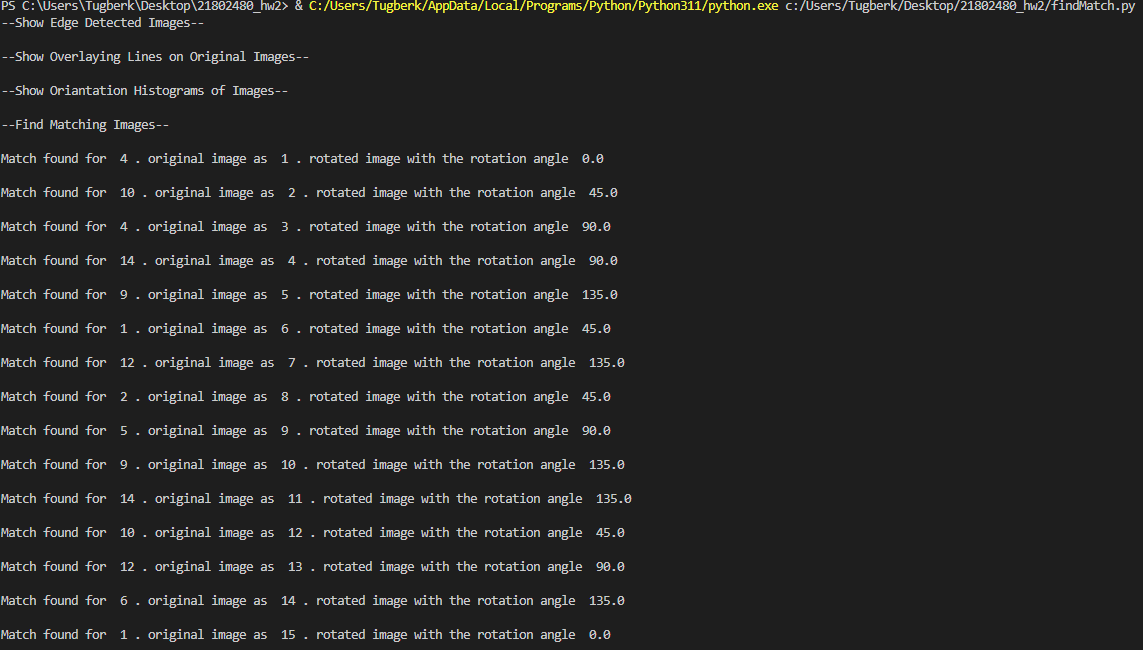 PS C:\Users\Tugberk\Desktop\21802480_hw2> & C:/Users/Tugberk/AppData/Local/Programs/Python/Python311/python.exe c:/Users/Tugberk/Desktop/21802480_hw2/findMatch.py
--Show Edge Detected Images--
--Show Overlaying Lines on Original Images--
--Show Oriantation Histograms of Images--
--Find Matching Images--
Match found for  4 . original image as  1 . rotated image with the rotation angle  0.0
Match found for  10 . original image as  2 . rotated image with the rotation angle  45.0
Match found for  4 . original image as  3 . rotated image with the rotation angle  90.0
Match found for  14 . original image as  4 . rotated image with the rotation angle  90.0
Match found for  9 . original image as  5 . rotated image with the rotation angle  135.0
Match found for  1 . original image as  6 . rotated image with the rotation angle  45.0
Match found for  12 . original image as  7 . rotated image with the rotation angle  135.0
Match found for  2 . original image as  8 . rotated image with the rotation angle  45.0
Match found for  5 . original image as  9 . rotated image with the rotation angle  90.0
Match found for  9 . original image as  10 . rotated image with the rotation angle  135.0
Match found for  14 . original image as  11 . rotated image with the rotation angle  135.0
Match found for  10 . original image as  12 . rotated image with the rotation angle  45.0
Match found for  12 . original image as  13 . rotated image with the rotation angle  90.0
Match found for  6 . original image as  14 . rotated image with the rotation angle  135.0
Match found for  1 . original image as  15 . rotated image with the rotation angle  0.0